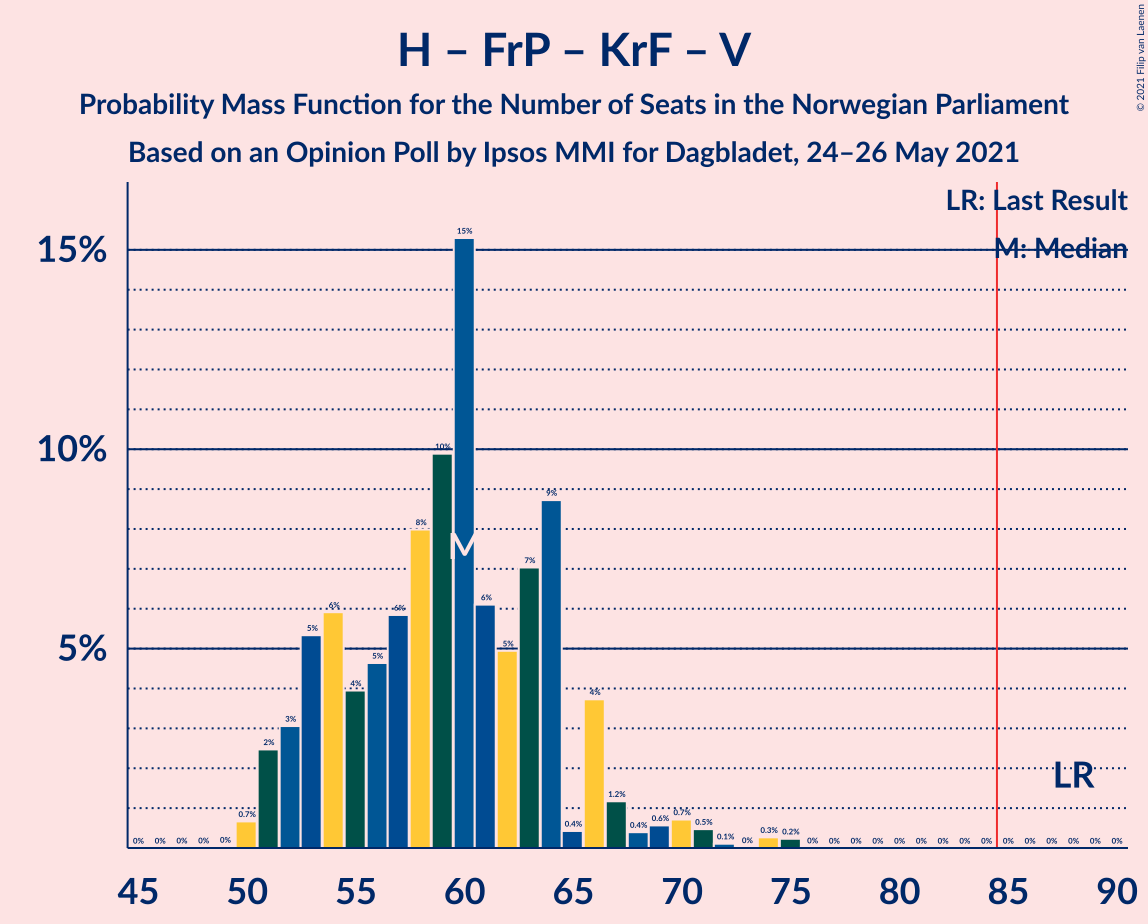 H – FrP – KrF – V
Probability Mass Function for the Number of Seats in the Norwegian Parliament
Based on an Opinion Poll by Ipsos MMI for Dagbladet, 24–26 May 2021
© 2021 Filip van Laenen
LR: Last Result
M: Median
15%
10%
5%
0% 0% 0% 0% 0% 0.7% 2% 3% 5% 6% 4% 5% 6% 8% 10% 15% 6% 5% 7% 9% 0.4% 4% 1.2% 0.4% 0.6% 0.7% 0.5% 0.1% 0% 0.3% 0.2% 0% 0% 0% 0% 0% 0% 0% 0% 0% 0% 0% 0% 0% 0% 0%
M
LR
45 50 55 60 65 70 75 80 85 90